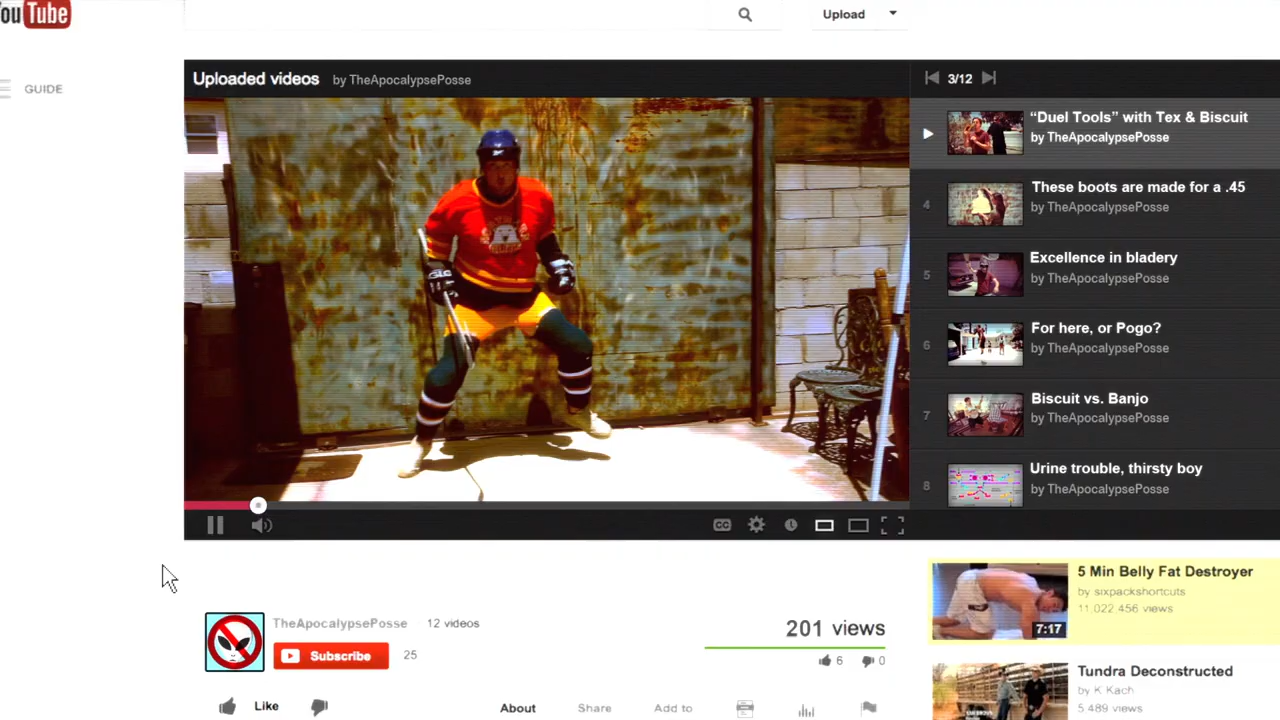 You Tube
Upload
GUIDE
Uploaded videos by TheApocalypsePosse
3/12
“Duel Tools” with Tex & Biscuit
by TheApocalypsePosse
4
These boots are made for a .45
by TheApocalypsePosse
5
Excellence in bladery
by TheApocalypsePosse
6
For here, or Pogo?
by TheApocalypsePosse
7
Biscuit vs. Banjo
by TheApocalypsePosse
8
Urine trouble, thirsty boy
by TheApocalypsePosse
CC
TheApocalypsePosse 12 videos
Subscribe 25
201 views
6 0
Like
About Share Add to
5 Min Belly Fat Destroyer
by sixpackshortcuts
11,022,456 views
7:17
Tundra Deconstructed
by K Kach
5,489 views